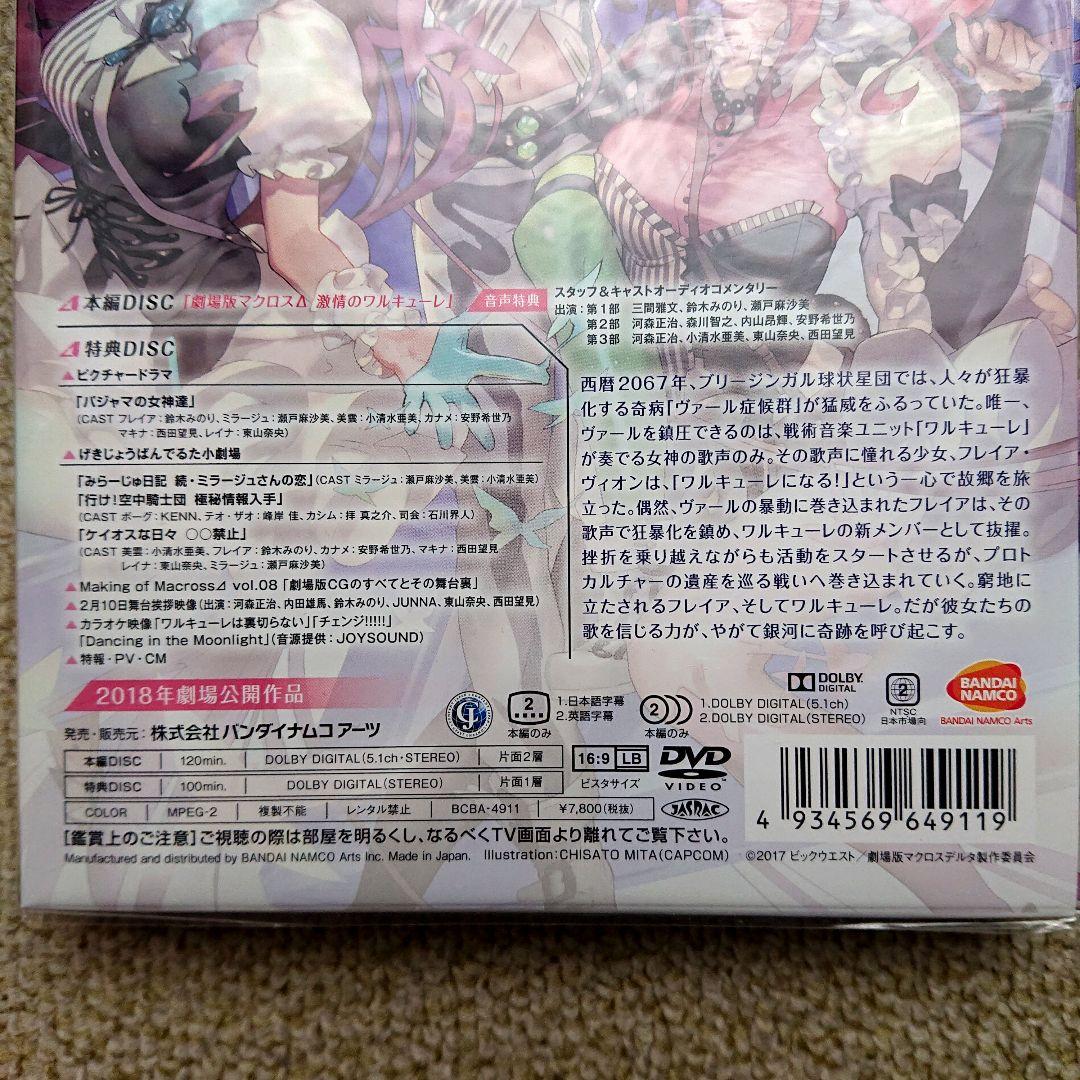 本編DISC 『劇場版マクロスΔ 激情のワルキューレ』
音声特典
スタッフ&キャストオーディオコメンタリー
出演:第1部 三間雅文、鈴木みのり、瀬戸麻沙美
第2部 河森正治、森川智之、内山昂輝、安野希世乃
第3部 河森正治、小清水亜美、東山奈央、西田望見
特典DISC
ピクチャードラマ
「パジャマの女神達」
(CAST フレイア:鈴木みのり、ミラージュ:瀬戸麻沙美、美雲:小清水亜美、カナメ:安野希世乃
マキナ:西田望見、レイナ:東山奈央)
げきじょうばんでるた小劇場
「みらーじゅ日記 続・ミラージュさんの恋」(CAST ミラージュ:瀬戸麻沙美、美雲:小清水亜美)
「行け!空中騎士団 極秘情報入手」
(CAST ボーグ:KENN、テオ・ザオ:峰岸 佳、カシム:拝 真之介、司会:石川界人)
「ケイオスな日々 ○○禁止」
(CAST 美雲:小清水亜美、フレイア:鈴木みのり、カナメ:安野希世乃、マキナ:西田望見
レイナ:東山奈央、ミラージュ:瀬戸麻沙美)
Making of Macross⊿ vol.08「劇場版CGのすべてとその舞台裏」
2月10日舞台挨拶映像(出演:河森正治、内田雄馬、鈴木みのり、JUNNA、東山奈央、西田望見)
カラオケ映像「ワルキューレは裏切らない」「チェンジ!!!!!」
「Dancing in the Moonlight」(音源提供:JOYSOUND)
特報・PV・CM
西暦2067年、ブリージンガル球状星団では、人々が狂暴
化する奇病「ヴァール症候群」が猛威をふるっていた。唯一、
ヴァールを鎮圧できるのは、戦術音楽ユニット「ワルキューレ」
が奏でる女神の歌声のみ。その歌声に憧れる少女、フレイア・
ヴィオンは、「ワルキューレになる!」という一心で故郷を旅
立った。偶然、ヴァールの暴動に巻き込まれたフレイアは、その
歌声で狂暴化を鎮め、ワルキューレの新メンバーとして抜擢。
挫折を乗り越えながらも活動をスタートさせるが、プロト
カルチャーの遺産を巡る戦いへ巻き込まれていく。窮地に
立たされるフレイア、そしてワルキューレ。だが彼女たちの
歌を信じる力が、やがて銀河に奇跡を呼び起こす。
2018年劇場公開作品
発売・販売元:株式会社バンダイナムコアーツ
2
本編のみ
1.日本語字幕
2.英語字幕
2
本編のみ
DOLBY
DIGITAL
1.DOLBY DIGITAL(5.1ch)
2.DOLBY DIGITAL(STEREO)
2
NTSC
日本市場向
BANDAI
NAMCO
BANDAI NAMCO Arts
本編DISC 120min. DOLBY DIGITAL(5.1ch・STEREO) 片面2層
特典DISC 100min. DOLBY DIGITAL(STEREO) 片面1層
COLOR MPEG-2 複製不能 レンタル禁止 BCBA-4911 ¥7,800(税抜)
16:9 LB
ビスタサイズ
DVD
VIDEO
JASRAC
4 934569 649119
[鑑賞上のご注意]ご視聴の際は部屋を明るくし、なるべくTV画面より離れてご覧下さい。
Manufactured and distributed by BANDAI NAMCO Arts Inc. Made in Japan. Illustration:CHISATO MITA(CAPCOM)
©2017 ビックウエスト/劇場版マクロスデルタ製作委員会